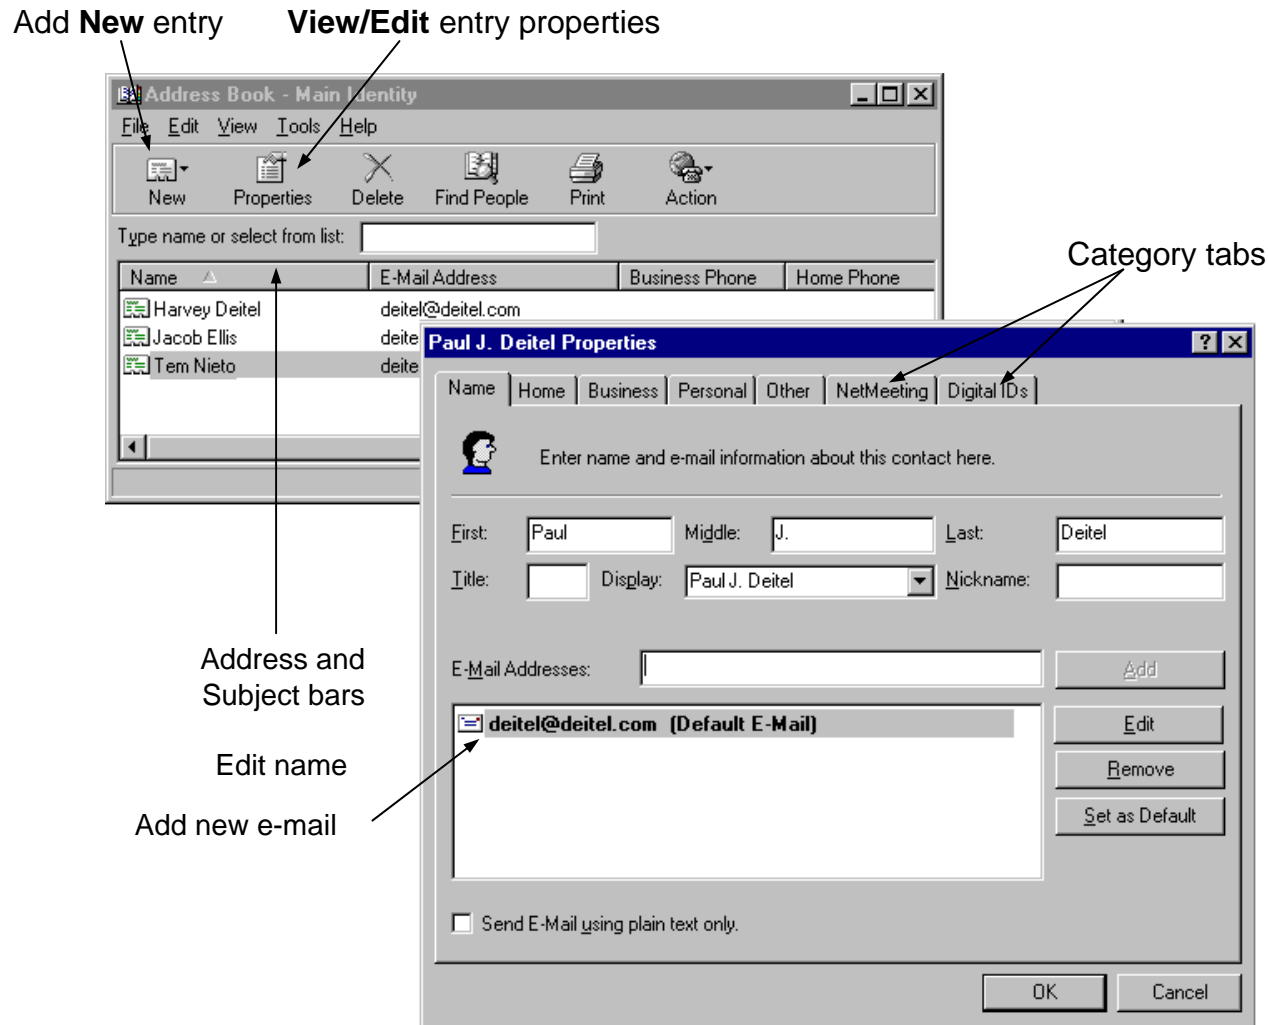 Add New entry
View/Edit entry properties
Address Book - Main Identity
File Edit View Tools Help
New Properties Delete Find People Print Action
Type name or select from list:
Name E-Mail Address Business Phone Home Phone
Category tabs
Harvey Deitel deitel@deitel.com
Jacob Ellis deite
Tem Nieto deite
Paul J. Deitel Properties
Name Home Business Personal Other NetMeeting Digital IDs
Enter name and e-mail information about this contact here.
First: Paul Middle: J. Last: Deitel
Title: Display: Paul J. Deitel Nickname:
Address and
Subject bars
E-Mail Addresses: Add
deitel@deitel.com (Default E-Mail)
Edit
Edit name
Remove
Add new e-mail
Set as Default
Send E-Mail using plain text only.
OK Cancel